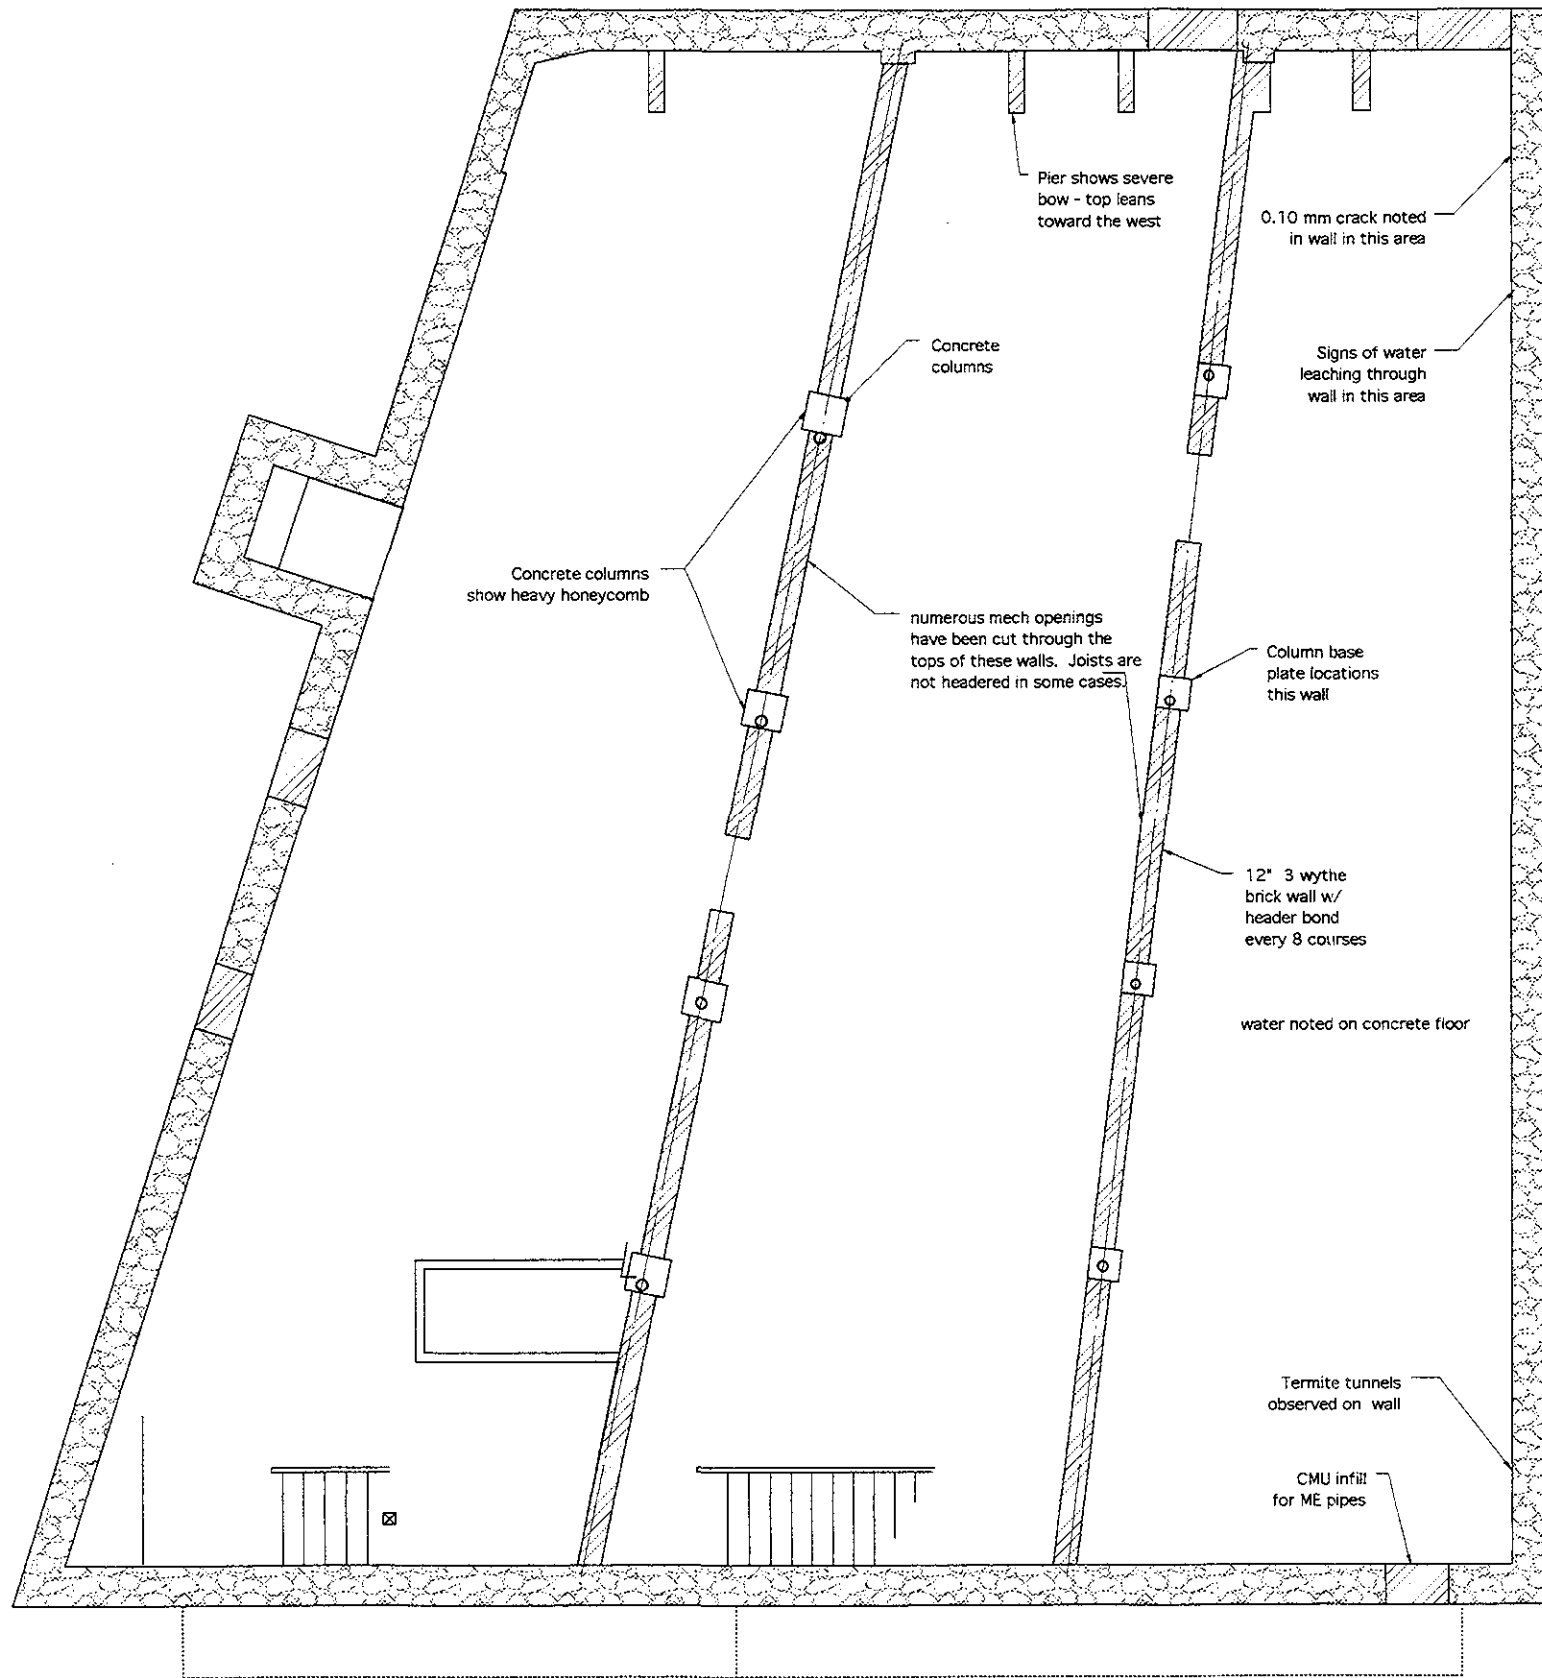 Pier shows severe
bow - top leans
toward the west
0.10 mm crack noted
in wall in this area
Concrete
columns
Signs of water
leaching through
wall in this area
Concrete columns
show heavy honeycomb
numerous mech openings
have been cut through the
tops of these walls. Joists are
not headered in some cases.
Column base
plate locations
this wall
12" 3 wythe
brick wall w/
header bond
every 8 courses
water noted on concrete floor
Termite tunnels
observed on wall
CMU infill
for ME pipes